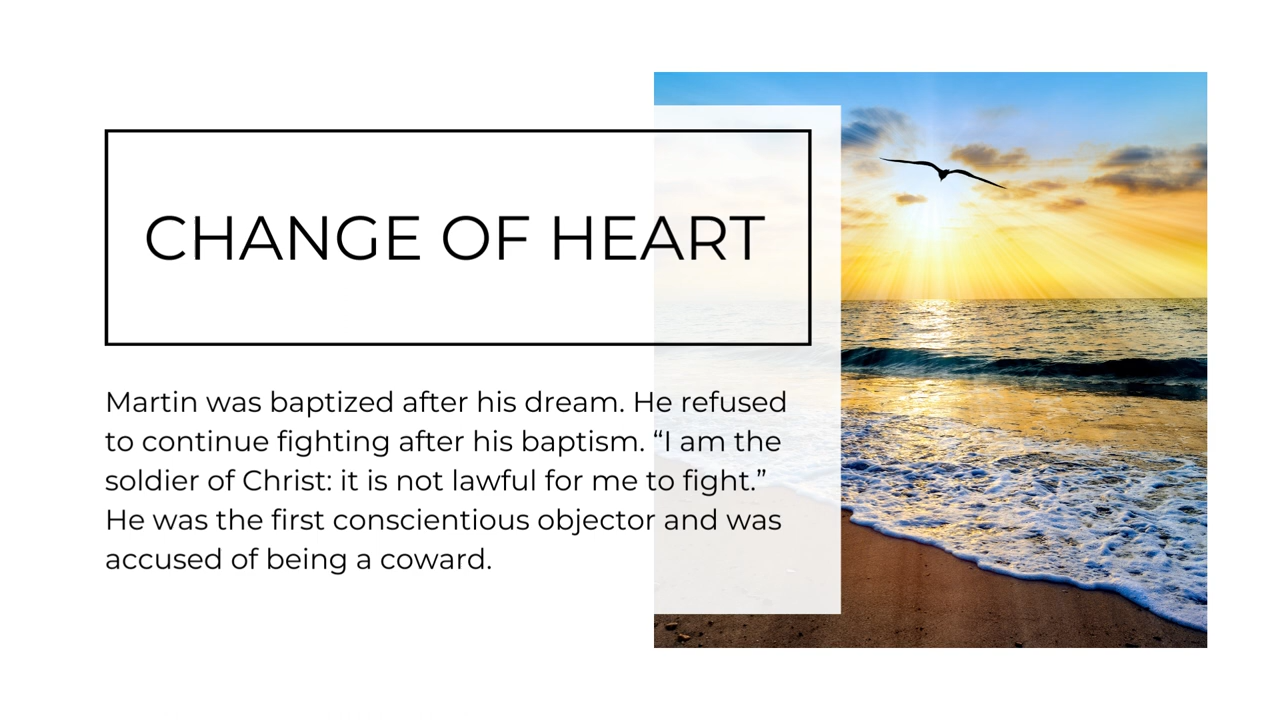 CHANGE OF HEART
Martin was baptized after his dream. He refused
to continue fighting after his baptism. “I am the
soldier of Christ: it is not lawful for me to fight.”
He was the first conscientious objector and was
accused of being a coward.